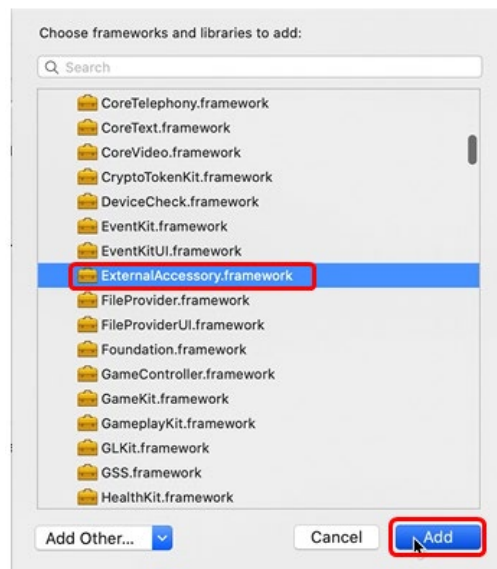 Choose frameworks and libraries to add:
Search
CoreTelephony.framework
CoreText.framework
CoreVideo.framework
CryptoTokenKit.framework
DeviceCheck.framework
EventKit.framework
EventKitUI.framework
ExternalAccessory.framework
FileProvider.framework
FileProviderUI.framework
Foundation.framework
GameController.framework
GameKit.framework
GameplayKit.framework
GLKit.framework
GSS.framework
HealthKit.framework
Add Other... Cancel Add